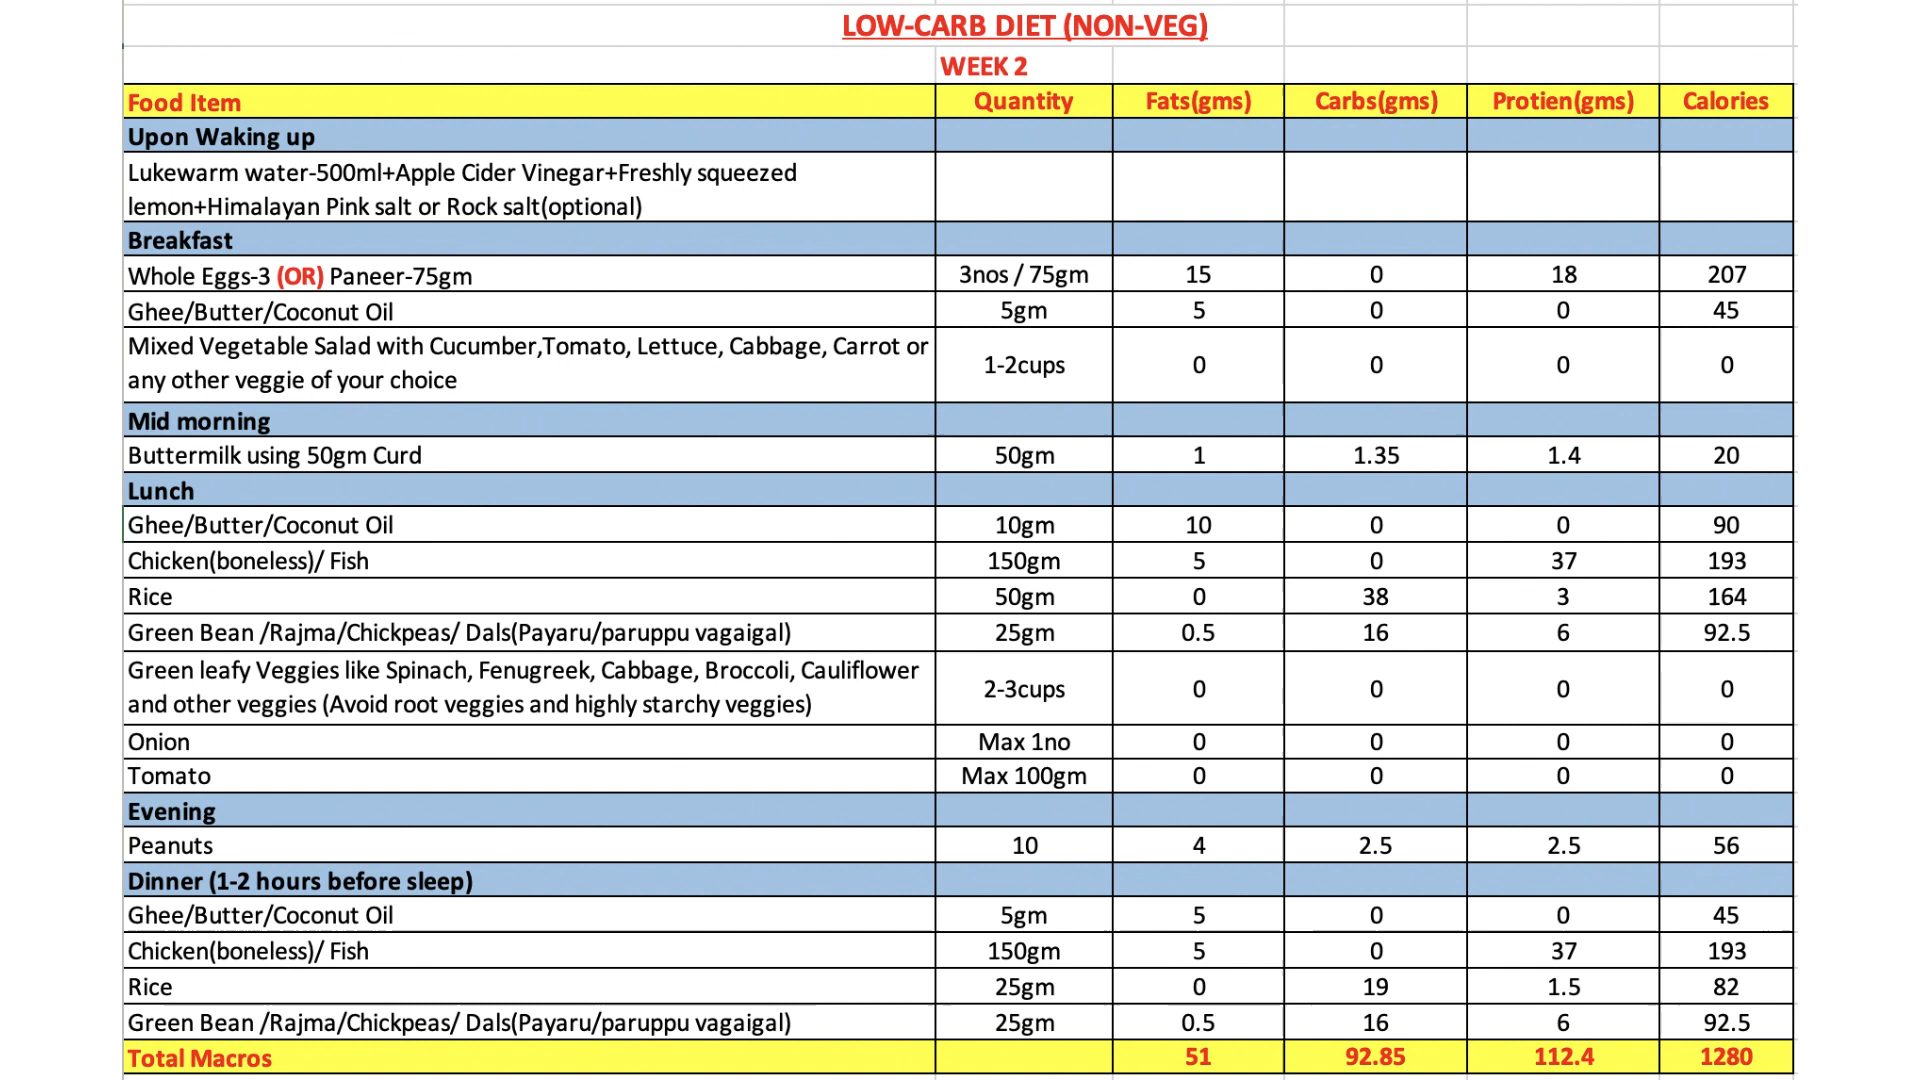 LOW-CARB DIET (NON-VEG)
WEEK 2
Food Item Quantity Fats(gms) Carbs(gms) Protien(gms) Calories
Upon Waking up
Lukewarm water-500ml+Apple Cider Vinegar+Freshly squeezed
lemon+Himalayan Pink salt or Rock salt(optional)
Breakfast
Whole Eggs-3 (OR) Paneer-75gm 3nos / 75gm 15 0 18 207
Ghee/Butter/Coconut Oil 5gm 5 0 0 45
Mixed Vegetable Salad with Cucumber,Tomato, Lettuce, Cabbage, Carrot or
any other veggie of your choice 1-2cups 0 0 0 0
Mid morning
Buttermilk using 50gm Curd 50gm 1 1.35 1.4 20
Lunch
Ghee/Butter/Coconut Oil 10gm 10 0 0 90
Chicken(boneless)/ Fish 150gm 5 0 37 193
Rice 50gm 0 38 3 164
Green Bean /Rajma/Chickpeas/ Dals(Payaru/paruppu vagaigal) 25gm 0.5 16 6 92.5
Green leafy Veggies like Spinach, Fenugreek, Cabbage, Broccoli, Cauliflower
and other veggies (Avoid root veggies and highly starchy veggies) 2-3cups 0 0 0 0
Onion Max 1no 0 0 0 0
Tomato Max 100gm 0 0 0 0
Evening
Peanuts 10 4 2.5 2.5 56
Dinner (1-2 hours before sleep)
Ghee/Butter/Coconut Oil 5gm 5 0 0 45
Chicken(boneless)/ Fish 150gm 5 0 37 193
Rice 25gm 0 19 1.5 82
Green Bean /Rajma/Chickpeas/ Dals(Payaru/paruppu vagaigal) 25gm 0.5 16 6 92.5
Total Macros 51 92.85 112.4 1280